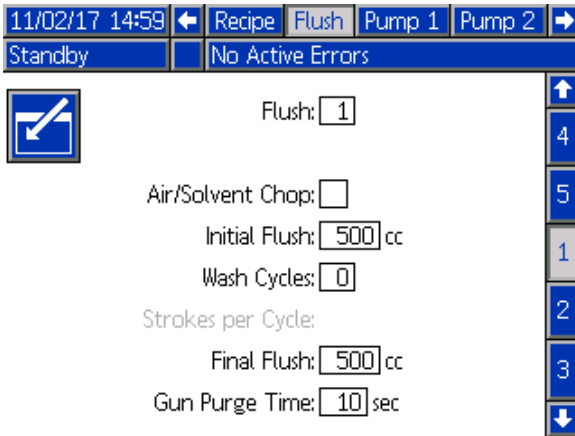 11/02/17 14:59 Recipe Flush Pump 1 Pump 2
Standby No Active Errors
Flush: 1
4
Air/Solvent Chop:
5
Initial Flush: 500 cc
1
Wash Cycles: 0
2
Strokes per Cycle:
Final Flush: 500 cc
3
Gun Purge Time: 10 sec